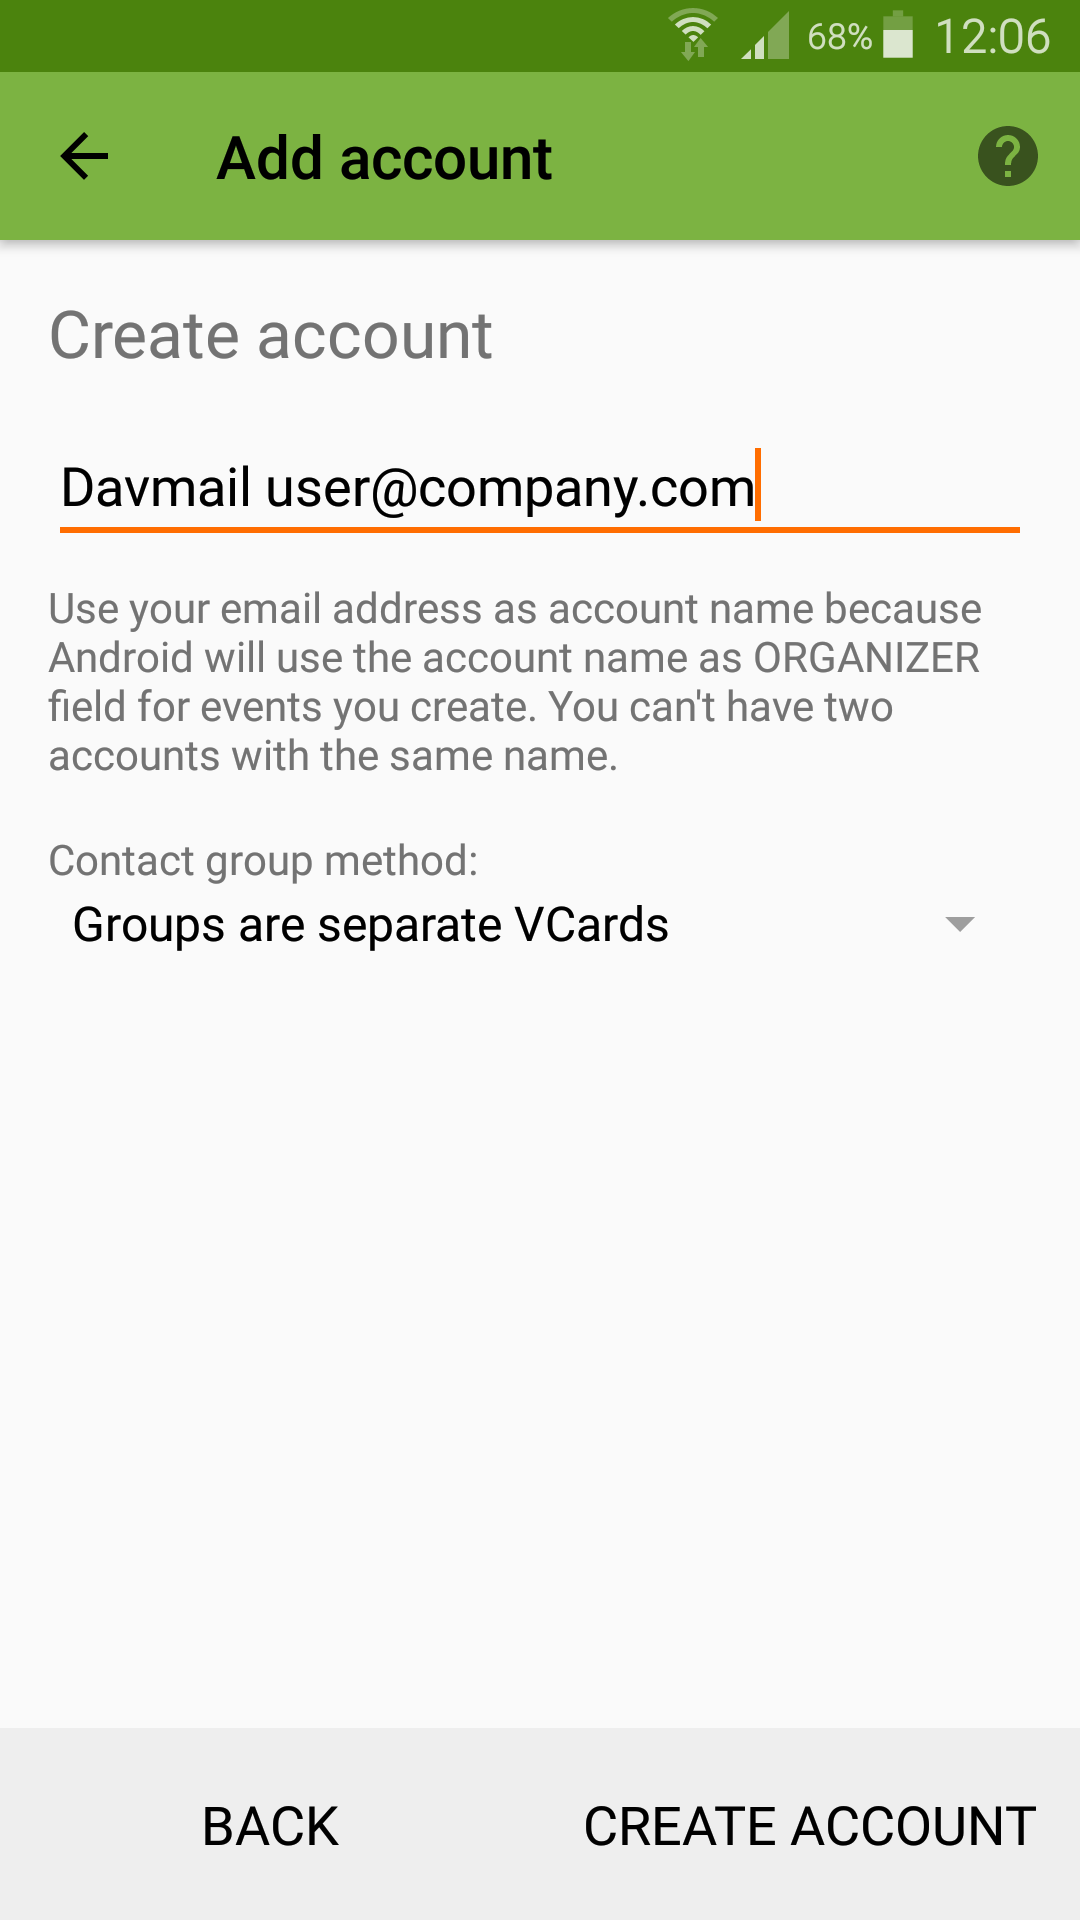 68% 12:06
Add account
Create account
Davmail user@company.com
Use your email address as account name because
Android will use the account name as ORGANIZER
field for events you create. You can't have two
accounts with the same name.
Contact group method:
Groups are separate VCards
BACK CREATE ACCOUNT